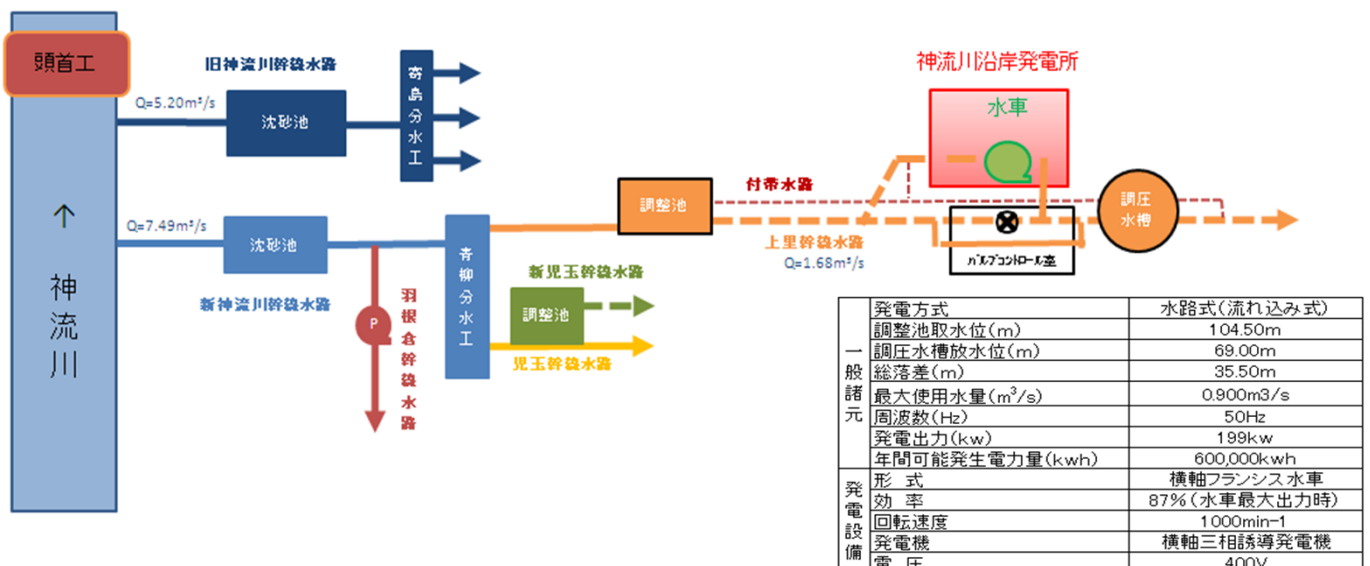 頭首工
↑
神流川
旧神流川幹線水路
Q=5.20m³/s
沈砂池
寄島分水工
Q=7.49m³/s
沈砂池
新神流川幹線水路
P
羽根倉幹線水路
青柳分水工
新児玉幹線水路
調整池
児玉幹線水路
調整池
付帯水路
上里幹線水路
Q=1.68m³/s
神流川沿岸発電所
水車
バルブコントロール室
調圧
水槽
一般諸元
発電方式 水路式(流れ込み式)
調整池取水位(m) 104.50m
調圧水槽放水位(m) 69.00m
総落差(m) 35.50m
最大使用水量(m³/s) 0.900m3/s
周波数(Hz) 50Hz
発電出力(kw) 199kw
年間可能発生電力量(kwh) 600,000kwh
発電設備
形 式 横軸フランシス水車
効 率 87%(水車最大出力時)
回転速度 1000min-1
発電機 横軸三相誘導発電機
電 圧 400V